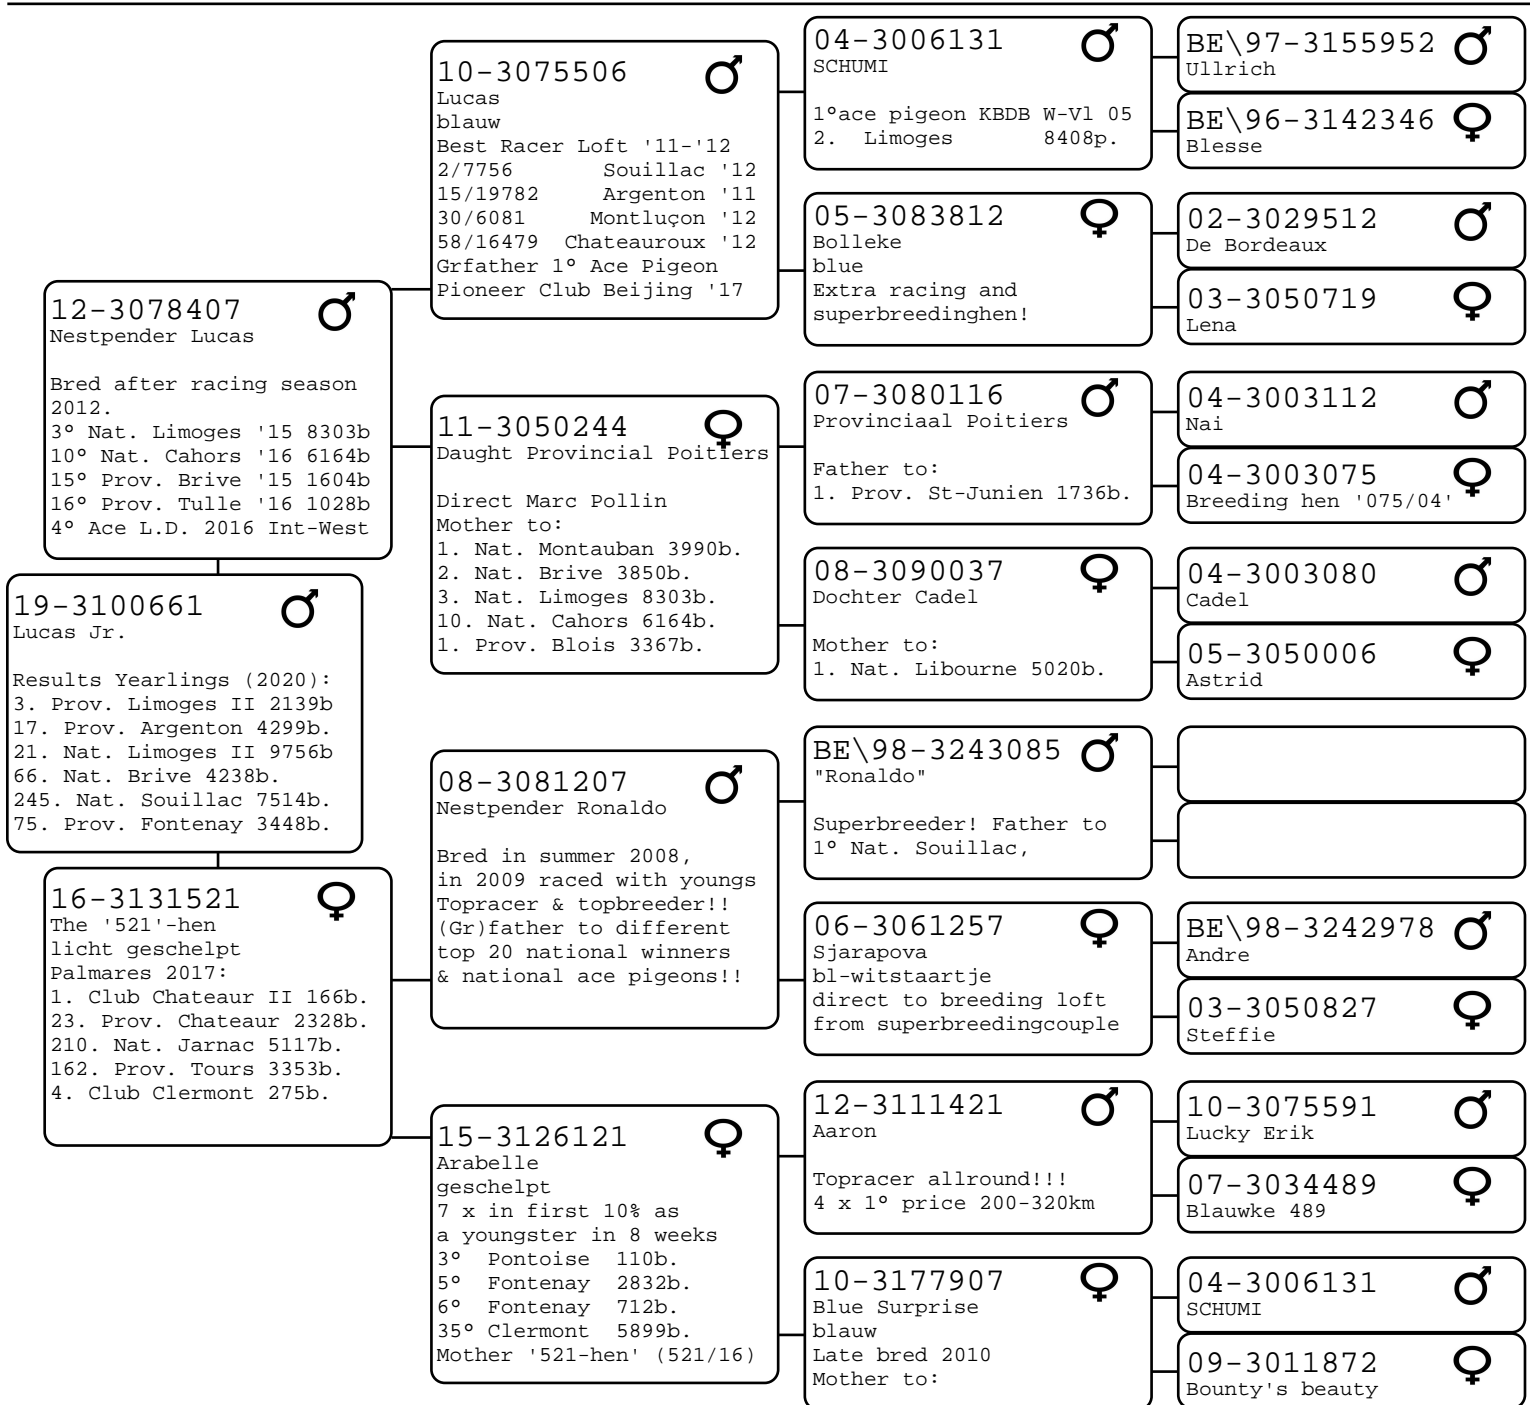 19-3100661
Lucas Jr.
Results Yearlings (2020):
3. Prov. Limoges II 2139b
17. Prov. Argenton 4299b.
21. Nat. Limoges II 9756b
66. Nat. Brive 4238b.
245. Nat. Souillac 7514b.
75. Prov. Fontenay 3448b.
12-3078407
Nestpender Lucas
Bred after racing season
2012.
3° Nat. Limoges '15 8303b
10° Nat. Cahors '16 6164b
15° Prov. Brive '15 1604b
16° Prov. Tulle '16 1028b
4° Ace L.D. 2016 Int-West
16-3131521
The '521'-hen
licht geschelpt
Palmares 2017:
1. Club Chateaur II 166b.
23. Prov. Chateaur 2328b.
210. Nat. Jarnac 5117b.
162. Prov. Tours 3353b.
4. Club Clermont 275b.
10-3075506
Lucas
blauw
Best Racer Loft '11-'12
2/7756 Souillac '12
15/19782 Argenton '11
30/6081 Montluçon '12
58/16479 Chateauroux '12
Grfather 1° Ace Pigeon
Pioneer Club Beijing '17
11-3050244
Daught Provincial Poitiers
Direct Marc Pollin
Mother to:
1. Nat. Montauban 3990b.
2. Nat. Brive 3850b.
3. Nat. Limoges 8303b.
10. Nat. Cahors 6164b.
1. Prov. Blois 3367b.
08-3081207
Nestpender Ronaldo
Bred in summer 2008,
in 2009 raced with youngs
Topracer & topbreeder!!
(Gr)father to different
top 20 national winners
& national ace pigeons!!
15-3126121
Arabelle
geschelpt
7 x in first 10% as
a youngster in 8 weeks
3° Pontoise 110b.
5° Fontenay 2832b.
6° Fontenay 712b.
35° Clermont 5899b.
Mother '521-hen' (521/16)
04-3006131
SCHUMI
1°ace pigeon KBDB W-Vl 05
2. Limoges 8408p.
05-3083812
Bolleke
blue
Extra racing and
superbreedinghen!
07-3080116
Provinciaal Poitiers
Father to:
1. Prov. St-Junien 1736b.
08-3090037
Dochter Cadel
Mother to:
1. Nat. Libourne 5020b.
BE\98-3243085
"Ronaldo"
Superbreeder! Father to
1° Nat. Souillac,
06-3061257
Sjarapova
bl-witstaartje
direct to breeding loft
from superbreedingcouple
12-3111421
Aaron
Topracer allround!!!
4 x 1° price 200-320km
10-3177907
Blue Surprise
blauw
Late bred 2010
Mother to:
BE\97-3155952
Ullrich
BE\96-3142346
Blesse
02-3029512
De Bordeaux
03-3050719
Lena
04-3003112
Nai
04-3003075
Breeding hen '075/04'
04-3003080
Cadel
05-3050006
Astrid
BE\98-3242978
Andre
03-3050827
Steffie
10-3075591
Lucky Erik
07-3034489
Blauwke 489
04-3006131
SCHUMI
09-3011872
Bounty's beauty